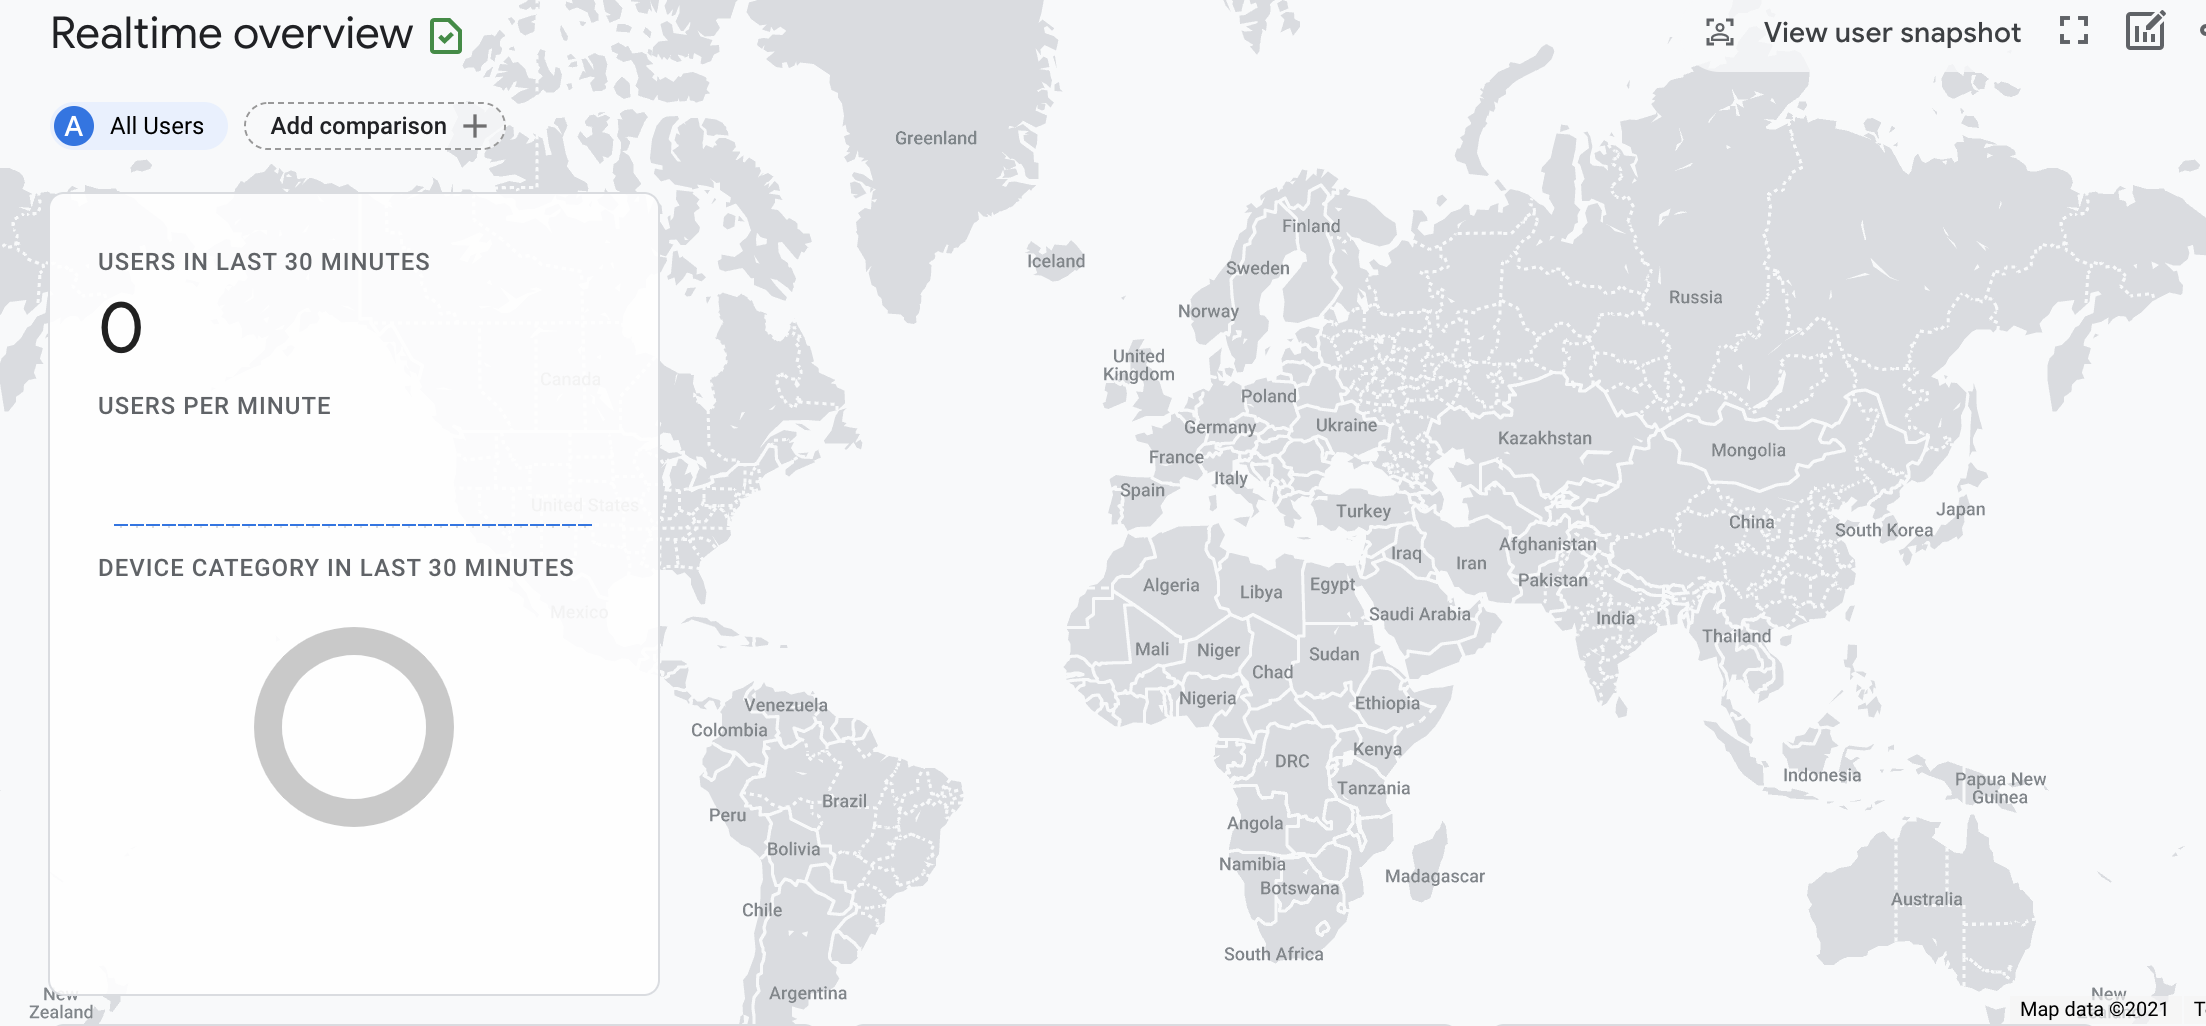 Realtime overview
View user snapshot
A All Users
Add comparison
USERS IN LAST 30 MINUTES
0
USERS PER MINUTE
DEVICE CATEGORY IN LAST 30 MINUTES
Greenland
Iceland
Finland
Sweden
Norway
Russia
United
Kingdom
Canada
Poland
Germany
Ukraine
Kazakhstan
Mongolia
France
Italy
Spain
United States
Turkey
China
Japan
South Korea
Iraq
Iran
Afghanistan
Pakistan
Algeria
Libya
Egypt
Saudi Arabia
India
Mexico
Thailand
Mali
Niger
Chad
Sudan
Nigeria
Ethiopia
Venezuela
Colombia
Kenya
DRC
Tanzania
Indonesia
Papua New
Guinea
Brazil
Peru
Angola
Bolivia
Namibia
Botswana
Madagascar
Australia
Chile
South Africa
Argentina
New
Zealand
New
Map data ©2021